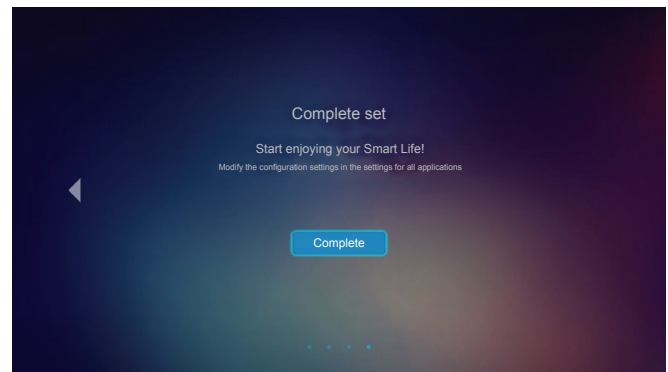 Complete set
Start enjoying your Smart Life!
Modify the configuration settings in the settings for all applications
Complete